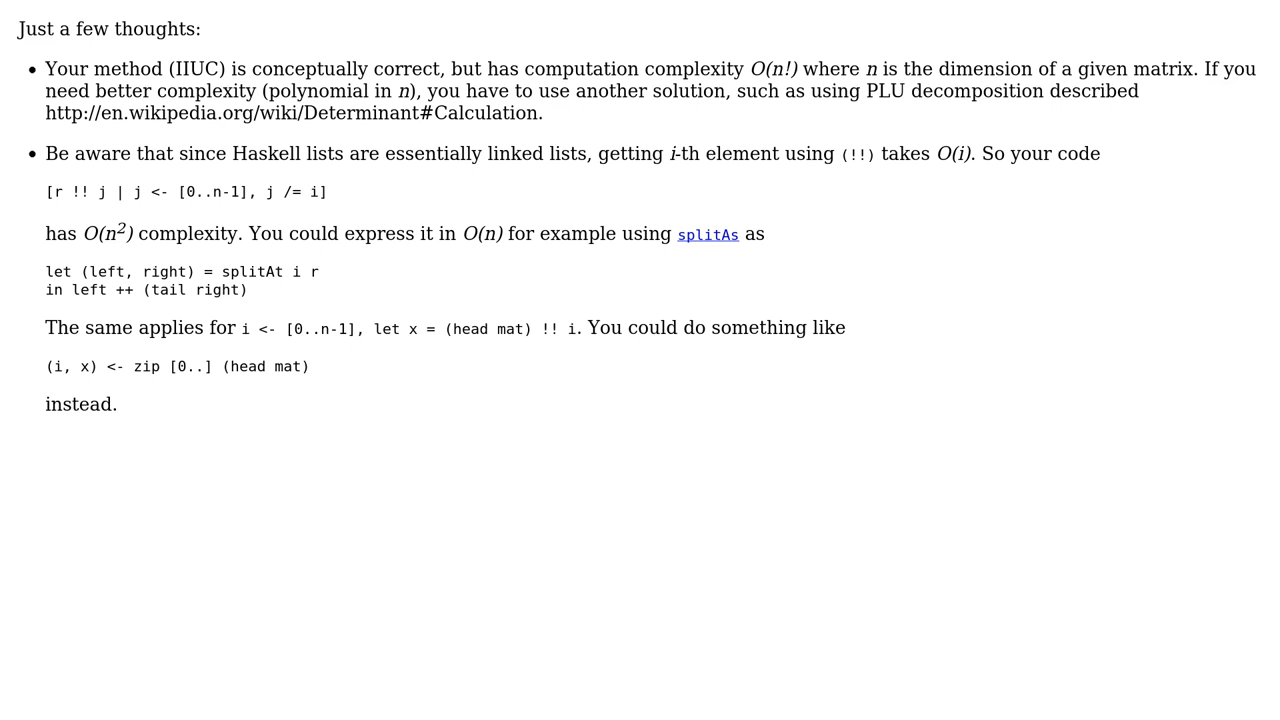 Just a few thoughts:
• Your method (IIUC) is conceptually correct, but has computation complexity O(n!) where n is the dimension of a given matrix. If you
need better complexity (polynomial in n), you have to use another solution, such as using PLU decomposition described
http://en.wikipedia.org/wiki/Determinant#Calculation.
• Be aware that since Haskell lists are essentially linked lists, getting i-th element using (!!) takes O(i). So your code
[r !! j | j <- [0..n-1], j /= i]
has O(n²) complexity. You could express it in O(n) for example using splitAs as
let (left, right) = splitAt i r
in left ++ (tail right)
The same applies for i <- [0..n-1], let x = (head mat) !! i. You could do something like
(i, x) <- zip [0..] (head mat)
instead.